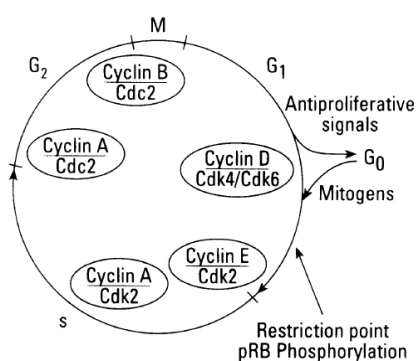 M
G2
G1
Cyclin B
Cdc2
Antiproliferative
signals
Cyclin A
Cdc2
Cyclin D
Cdk4/Cdk6
G0
Mitogens
Cyclin E
Cdk2
Cyclin A
Cdk2
s
Restriction point
pRB Phosphorylation